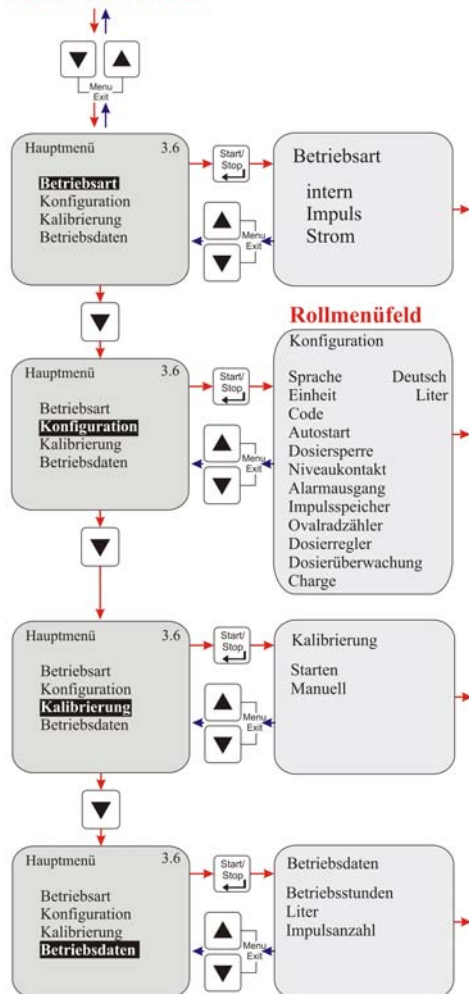 Menu
Exit
Hauptmenü 3.6
Betriebsart
Konfiguration
Kalibrierung
Betriebsdaten
Start/
Stop
Menu
Exit
Betriebsart
intern
Impuls
Strom
Rollmenüfeld
Hauptmenü 3.6
Betriebsart
Konfiguration
Kalibrierung
Betriebsdaten
Start/
Stop
Menu
Exit
Konfiguration
Sprache Deutsch
Einheit Liter
Code
Autostart
Dosiersperre
Niveaukontakt
Alarmausgang
Impulsspeicher
Ovalradzähler
Dosierregler
Dosierüberwachung
Charge
Hauptmenü 3.6
Betriebsart
Konfiguration
Kalibrierung
Betriebsdaten
Start/
Stop
Menu
Exit
Kalibrierung
Starten
Manuell
Hauptmenü 3.6
Betriebsart
Konfiguration
Kalibrierung
Betriebsdaten
Start/
Stop
Menu
Exit
Betriebsdaten
Betriebsstunden
Liter
Impulsanzahl